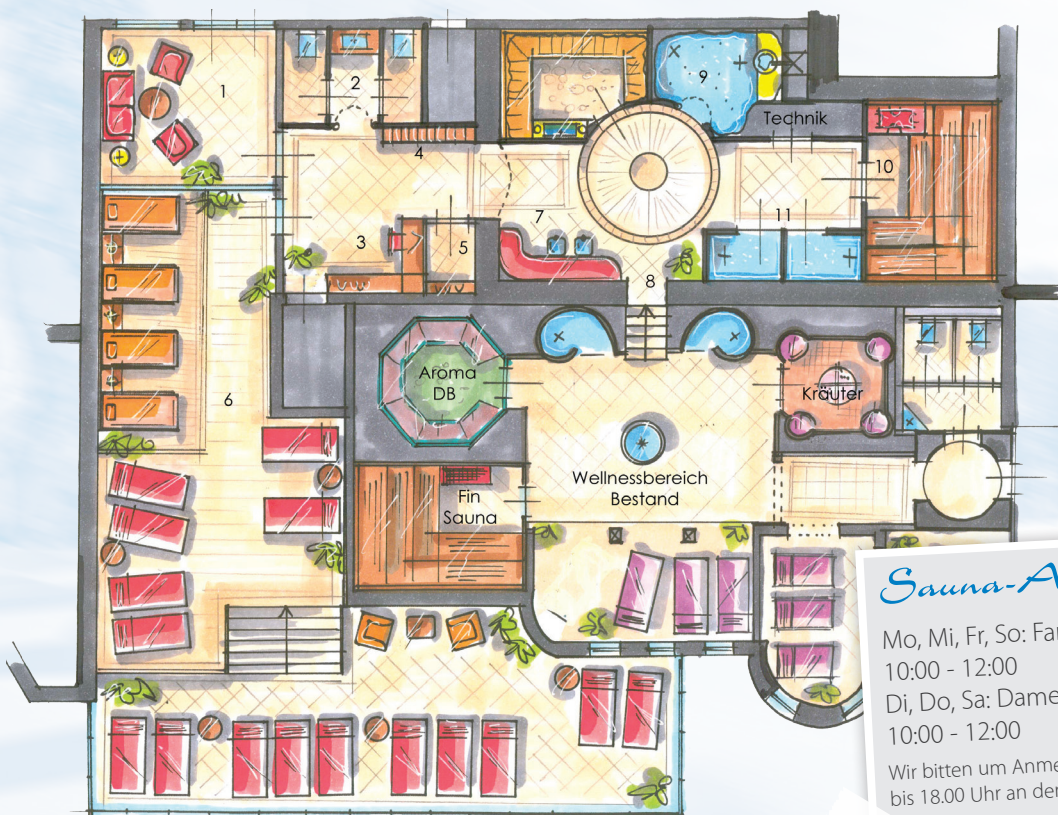 1
2
9
Technik
4
10
7
11
3
5
8
Aroma
DB
Kräuter
6
Wellnessbereich
Bestand
Fin
Sauna
Sauna-A
Mo, Mi, Fr, So: Fa
10:00 - 12:00
Di, Do, Sa: Dame
10:00 - 12:00
Wir bitten um Anme
bis 18.00 Uhr an de